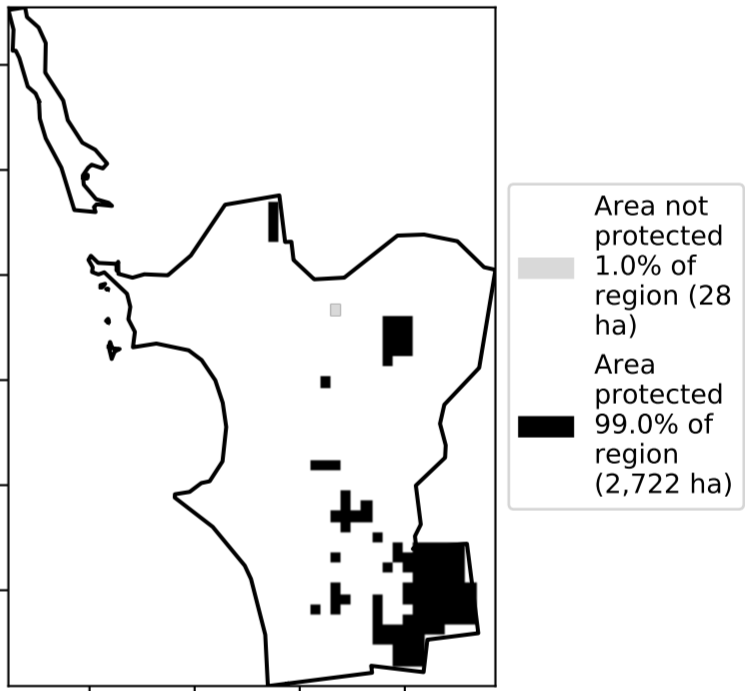 Area not
protected
1.0% of
region (28
ha)
Area
protected
99.0% of
region
(2,722 ha)